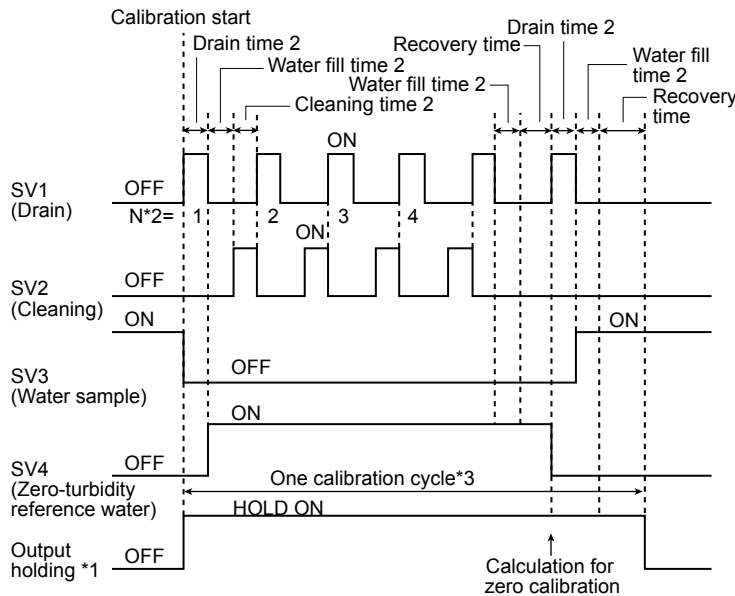 Calibration start
Drain time 2
Water fill time 2
Cleaning time 2
Recovery time
Water fill time 2
Drain time 2
Water fill
time 2
Recovery
time
ON
SV1
(Drain)
OFF
N*2=
1
2
3
4
ON
SV2
(Cleaning)
OFF
ON
ON
SV3
(Water sample)
OFF
ON
SV4
(Zero-turbidity
reference water)
OFF
One calibration cycle*3
HOLD ON
Output
holding *1
OFF
Calculation for
zero calibration